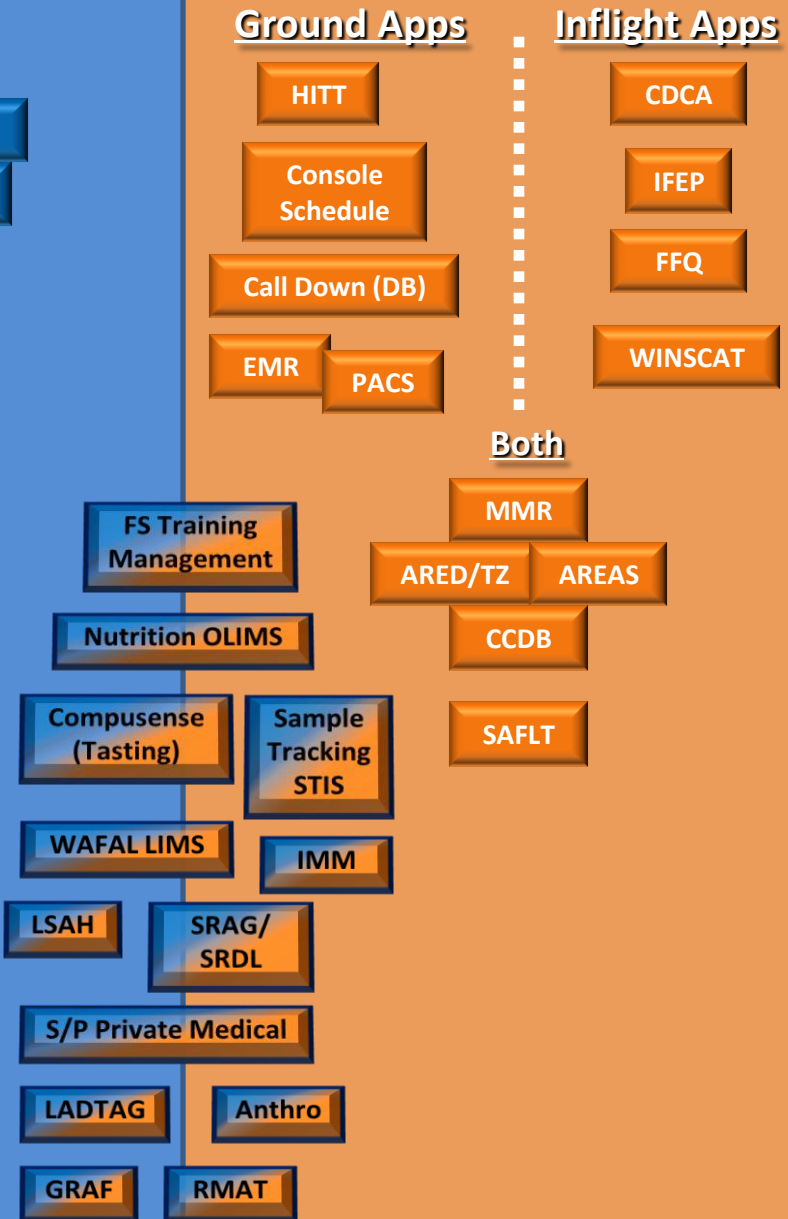 Ground Apps
Inflight Apps
HITT
CDCA
Console
Schedule
IFEP
Call Down (DB)
FFQ
EMR
PACS
WINSCAT
Both
MMR
ARED/TZ
AREAS
CCDB
SAFLT
FS Training
Management
Nutrition OLIMS
Compusense
(Tasting)
Sample
Tracking
STIS
WAFAL LIMS
IMM
LSAH
SRAG/
SRDL
S/P Private Medical
LADTAG
Anthro
GRAF
RMAT